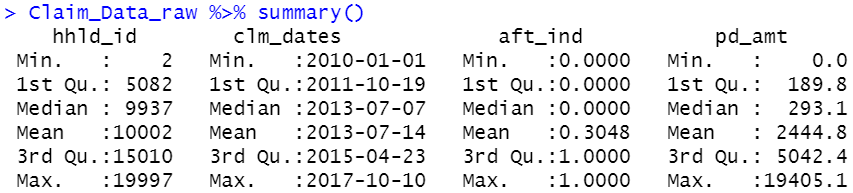 > Claim_Data_raw %>% summary()
    hhld_id        clm_dates             aft_ind           pd_amt
 Min.   :    2   Min.   :2010-01-01   Min.   :0.0000   Min.   :    0.0
 1st Qu.: 5082   1st Qu.:2011-10-19   1st Qu.:0.0000   1st Qu.:  189.8
 Median : 9937   Median :2013-07-07   Median :0.0000   Median :  293.1
 Mean   :10002   Mean   :2013-07-14   Mean   :0.3048   Mean   : 2444.8
 3rd Qu.:15010   3rd Qu.:2015-04-23   3rd Qu.:1.0000   3rd Qu.: 5042.4
 Max.   :19997   Max.   :2017-10-10   Max.   :1.0000   Max.   :19405.1